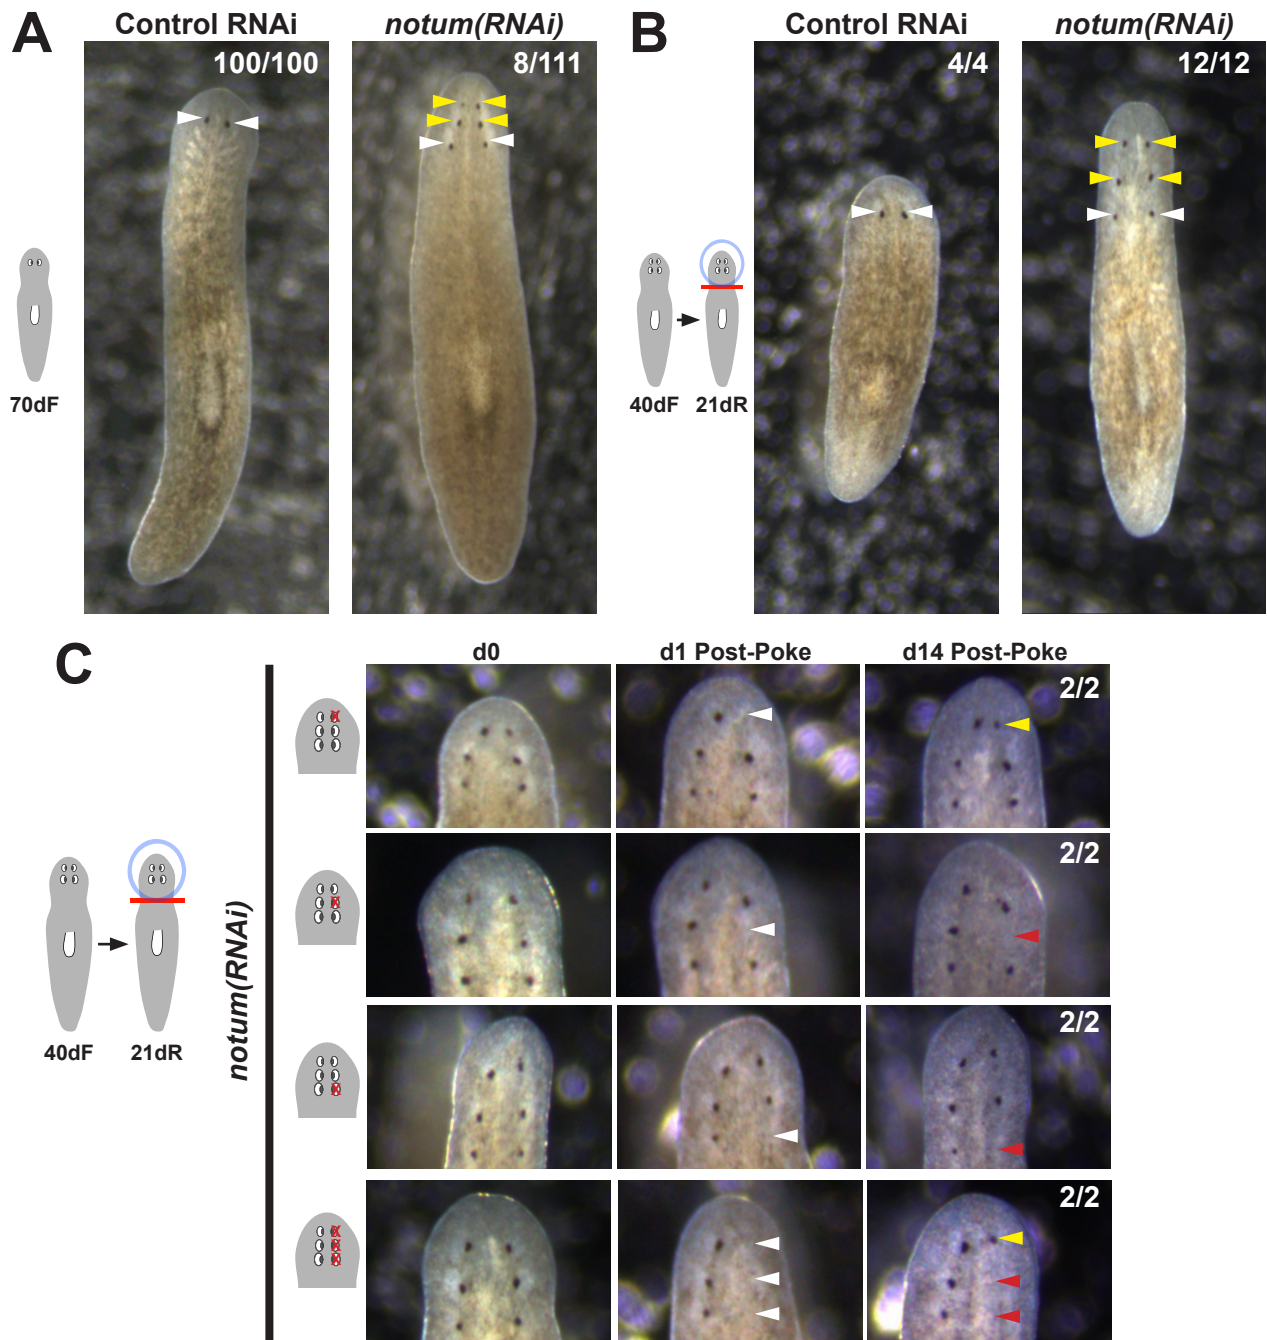 A
Control RNAi
notum(RNAi)
100/100
8/111
70dF
B
Control RNAi
notum(RNAi)
4/4
12/12
40dF
21dR
C
d0
d1 Post-Poke
d14 Post-Poke
notum(RNAi)
40dF
21dR
2/2
2/2
2/2
2/2